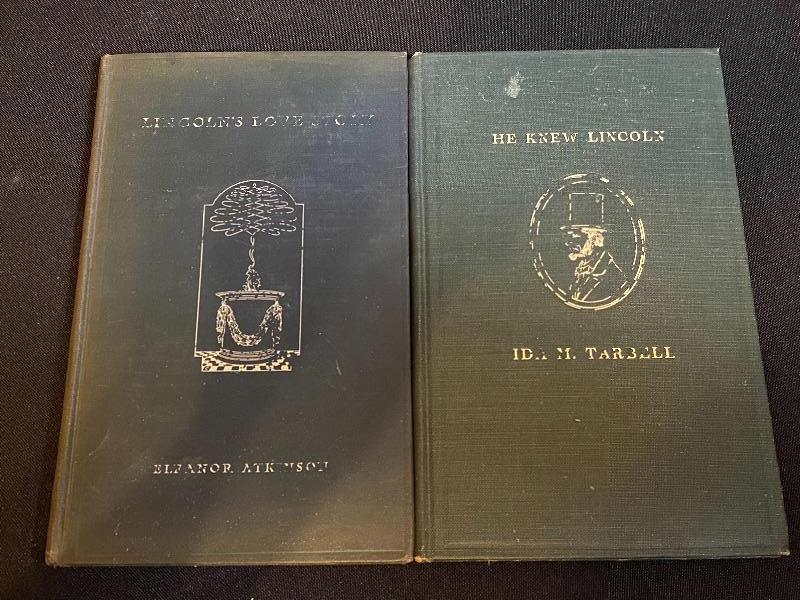 LINCOLN'S LOVE STORY
ELEANOR ATKINSON
HE KNEW LINCOLN
IDA M. TARBELL